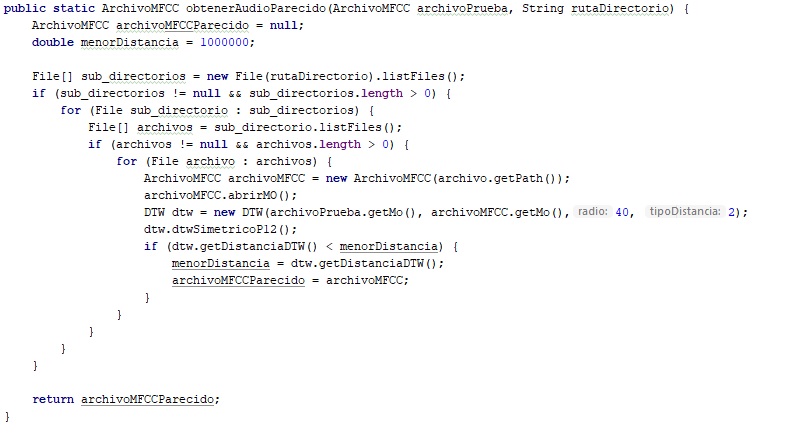 public static ArchivoMFCC obtenerAudioParecido(ArchivoMFCC archivoPrueba, String rutaDirectorio) {
    ArchivoMFCC archivoMFCCParecido = null;
    double menorDistancia = 1000000;

    File[] sub_directorios = new File(rutaDirectorio).listFiles();
    if (sub_directorios != null && sub_directorios.length > 0) {
        for (File sub_directorio : sub_directorios) {
            File[] archivos = sub_directorio.listFiles();
            if (archivos != null && archivos.length > 0) {
                for (File archivo : archivos) {
                    ArchivoMFCC archivoMFCC = new ArchivoMFCC(archivo.getPath());
                    archivoMFCC.abrirMO();
                    DTW dtw = new DTW(archivoPrueba.getMo(), archivoMFCC.getMo(), radio: 40, tipoDistancia: 2);
                    dtw.dtwSimetricoP12();
                    if (dtw.getDistanciaDTW() < menorDistancia) {
                        menorDistancia = dtw.getDistanciaDTW();
                        archivoMFCCParecido = archivoMFCC;
                    }
                }
            }
        }
    }

    return archivoMFCCParecido;
}